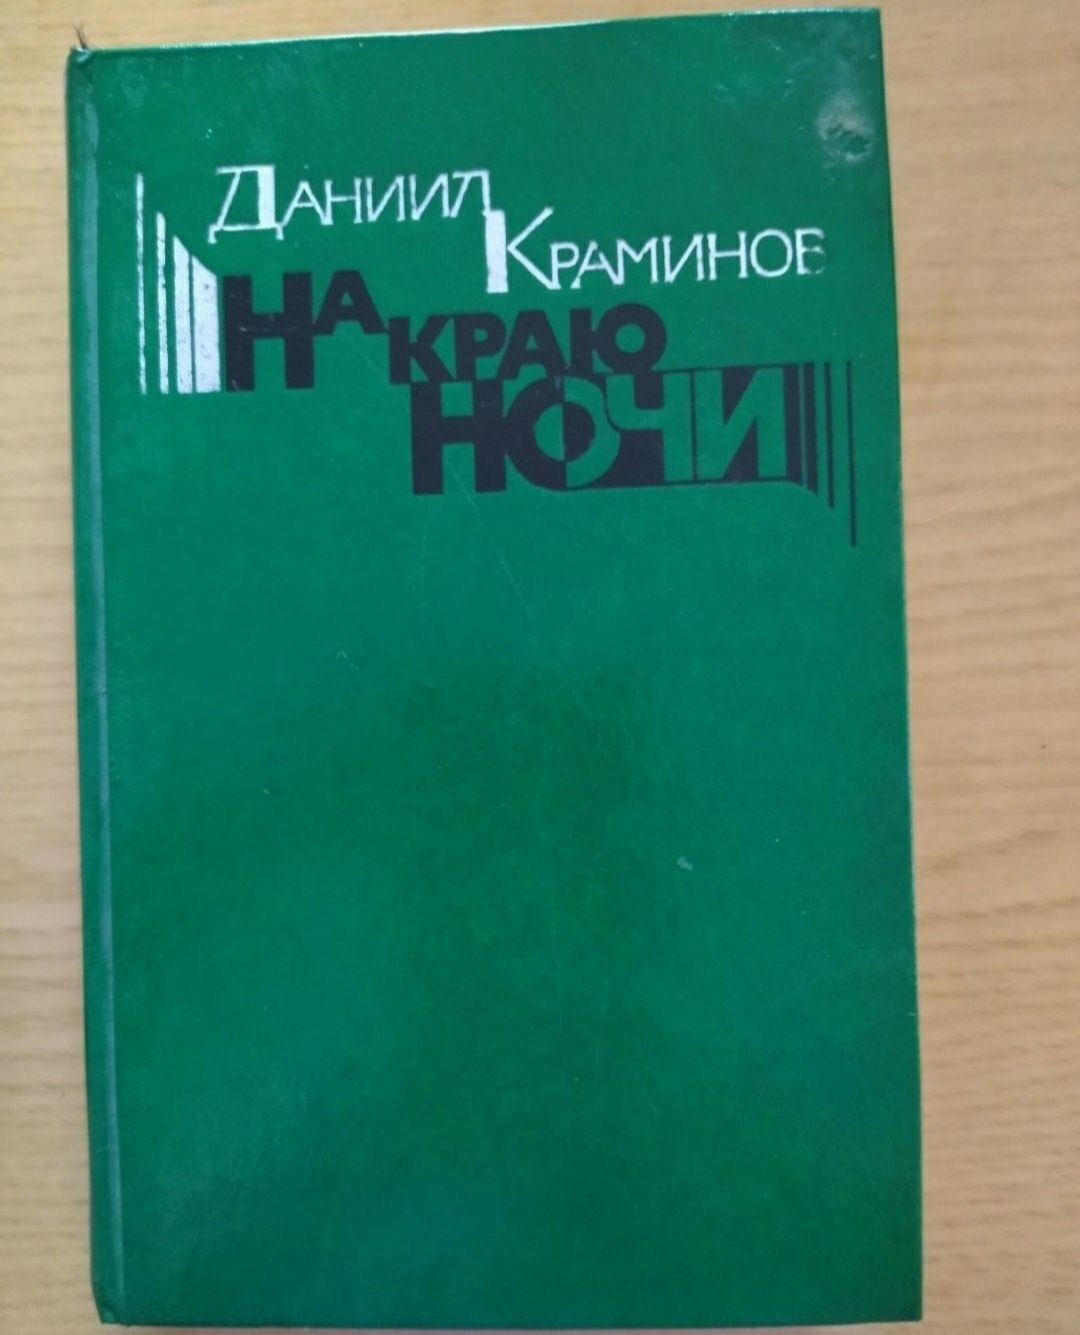 Даниил
Краминов
На краю
ночи